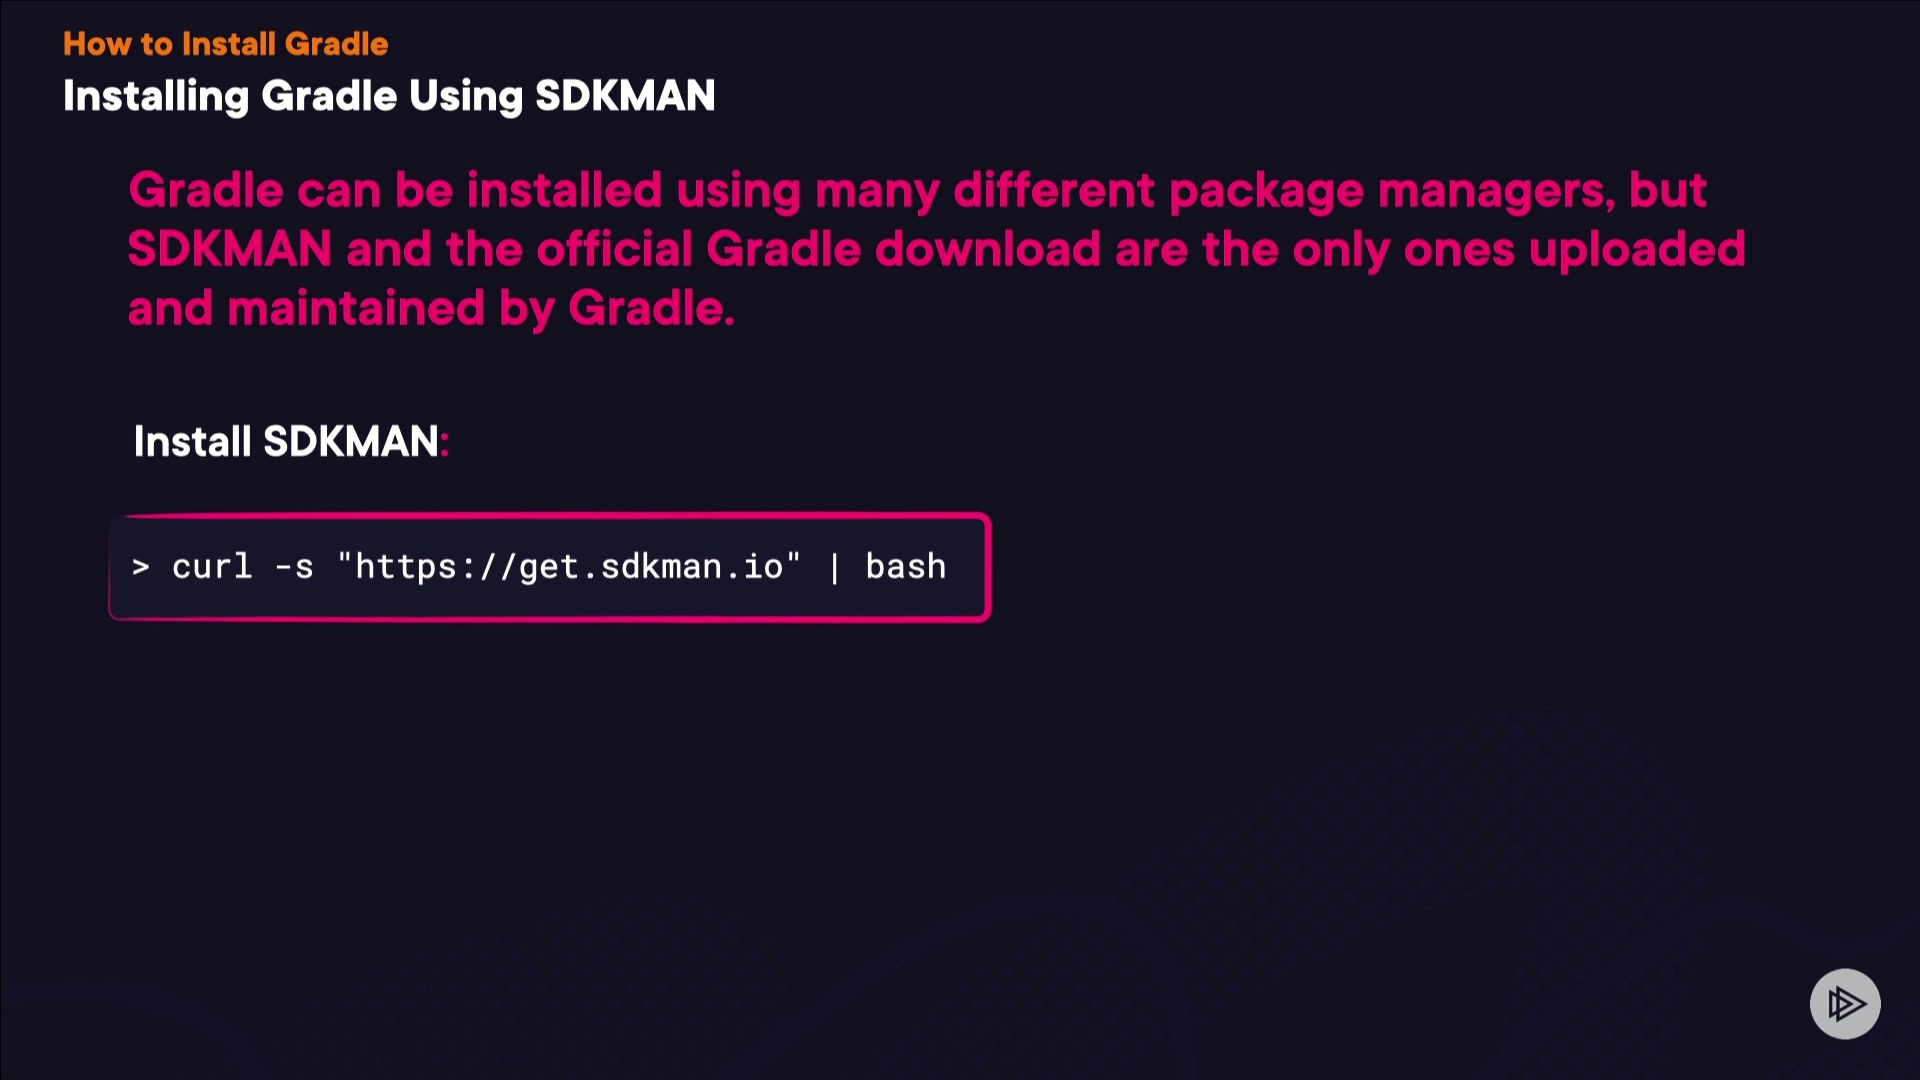 How to Install Gradle
Installing Gradle Using SDKMAN
Gradle can be installed using many different package managers, but
SDKMAN and the official Gradle download are the only ones uploaded
and maintained by Gradle.
Install SDKMAN:
> curl -s "https://get.sdkman.io" | bash